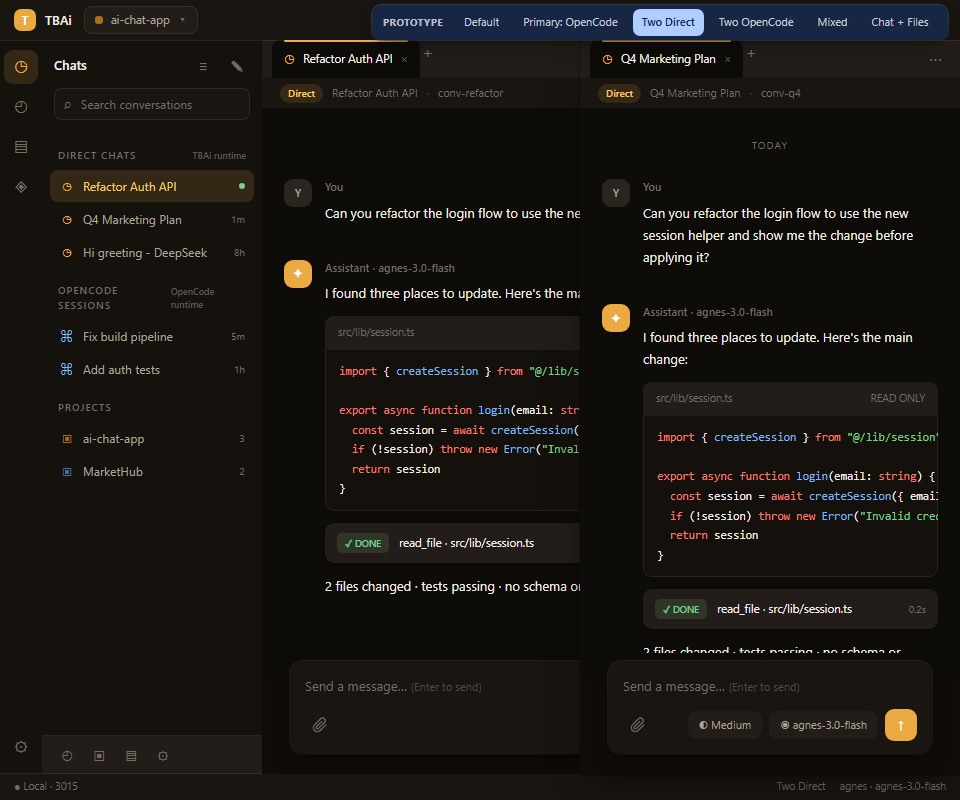 T TBAi ai-chat-app
PROTOTYPE Default Primary: OpenCode Two Direct Two OpenCode Mixed Chat + Files
Chats
Search conversations
DIRECT CHATS TBAi runtime
Refactor Auth API
Q4 Marketing Plan 1m
Hi greeting - DeepSeek 8h
OPENCODE SESSIONS OpenCode runtime
Fix build pipeline 5m
Add auth tests 1h
PROJECTS
ai-chat-app 3
MarketHub 2
Refactor Auth API × +
Direct Refactor Auth API · conv-refactor
Y You
Can you refactor the login flow to use the ne
Assistant · agnes-3.0-flash
I found three places to update. Here's the ma
src/lib/session.ts
import { createSession } from "@/lib/s
export async function login(email: str
const session = await createSession(
if (!session) throw new Error("Inval
return session
}
✓ DONE read_file · src/lib/session.ts
2 files changed · tests passing · no schema or
Send a message... (Enter to send)
Q4 Marketing Plan × + ···
Direct Q4 Marketing Plan · conv-q4
TODAY
Y You
Can you refactor the login flow to use the new
session helper and show me the change before
applying it?
Assistant · agnes-3.0-flash
I found three places to update. Here's the main
change:
src/lib/session.ts READ ONLY
import { createSession } from "@/lib/session"
export async function login(email: string) {
const session = await createSession({ email
if (!session) throw new Error("Invalid cred
return session
}
✓ DONE read_file · src/lib/session.ts 0.2s
2 files changed · tests passing · no schema or
Send a message... (Enter to send)
Medium agnes-3.0-flash ↑
Local · 3015 Two Direct agnes · agnes-3.0-flash